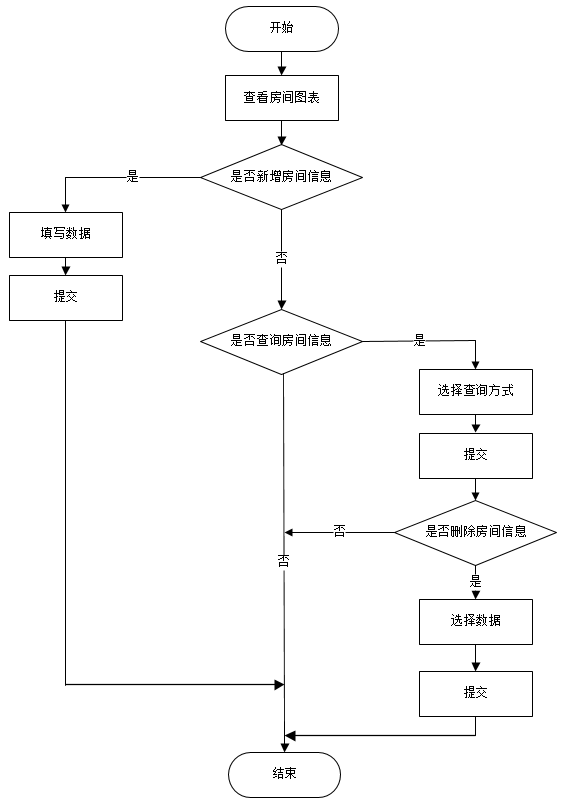 开始
查看房间图表
是否新增房间信息
是
填写数据
提交
否
是否查询房间信息
是
选择查询方式
提交
是否删除房间信息
否
否
是
选择数据
提交
结束